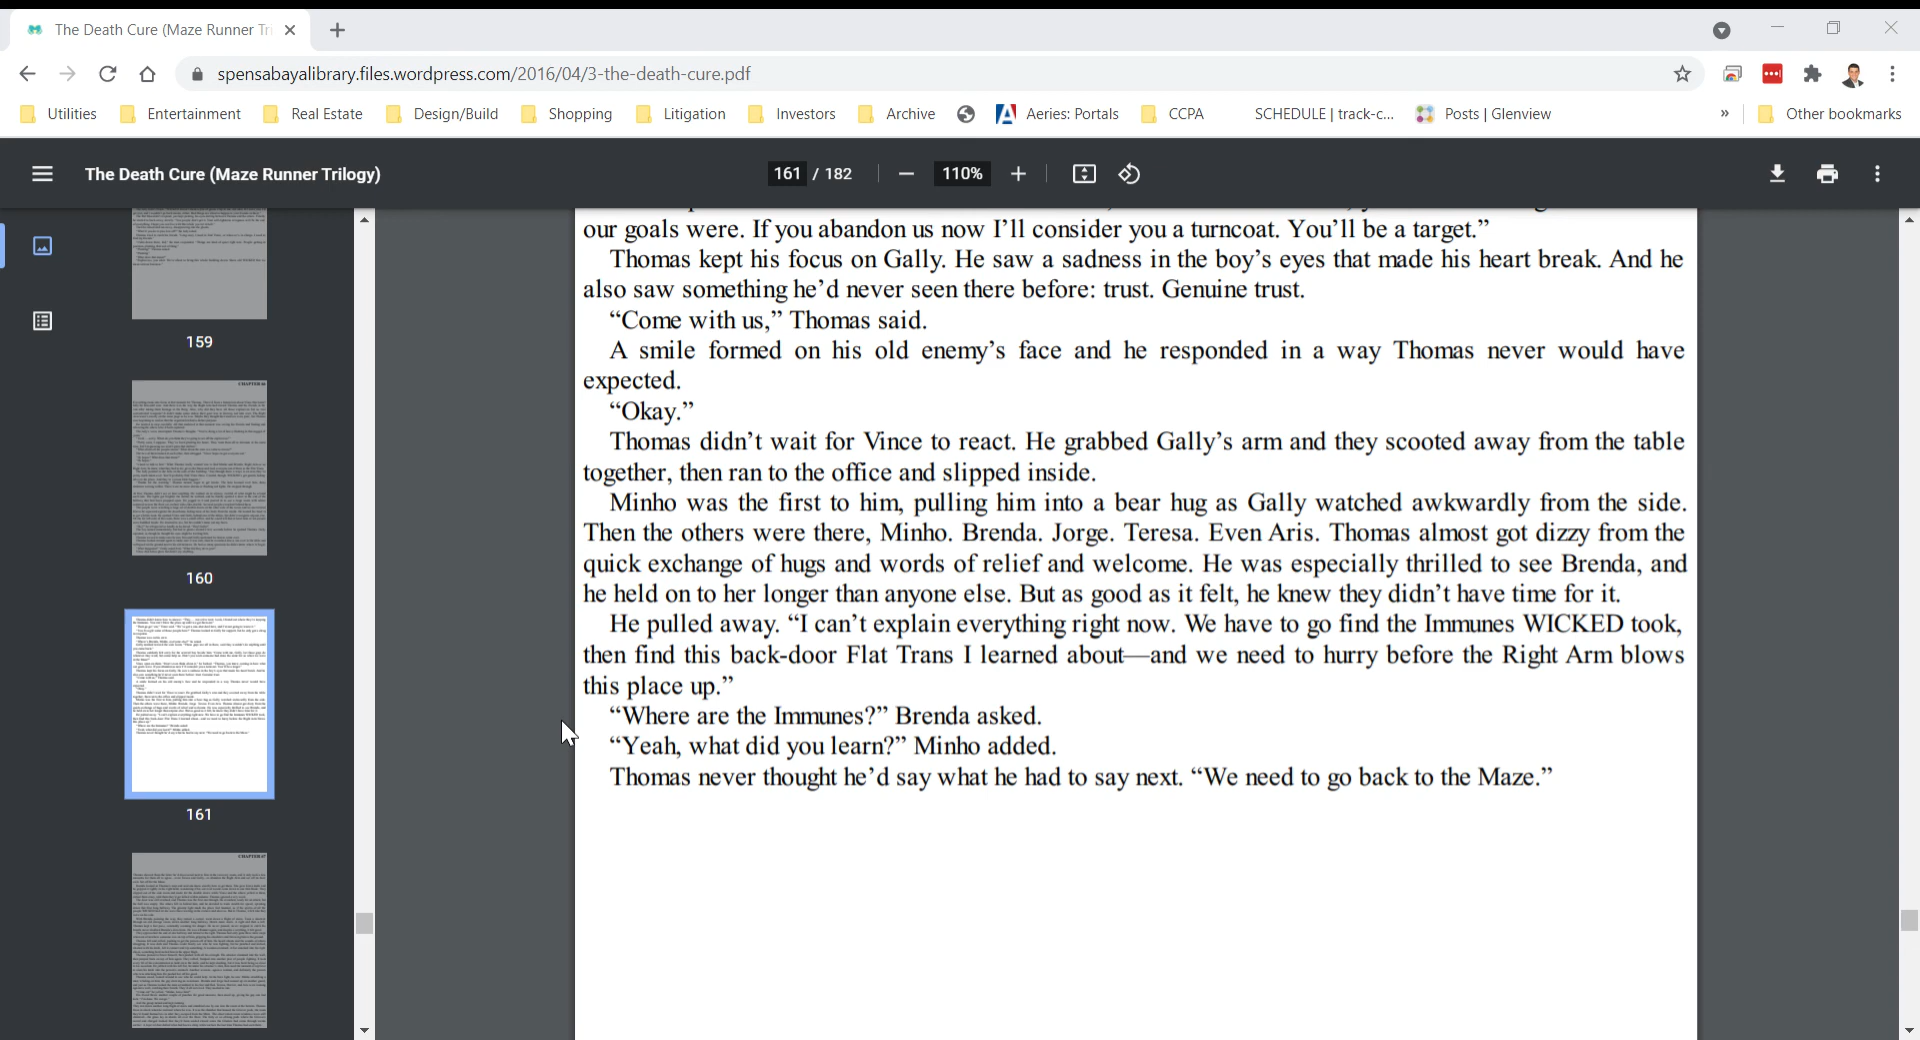 The Death Cure (Maze Runner Tr
spensabayalibrary.files.wordpress.com/2016/04/3-the-death-cure.pdf
Utilities Entertainment Real Estate Design/Build Shopping Litigation Investors Archive Aeries: Portals CCPA SCHEDULE | track-c... Posts | Glenview » Other bookmarks
The Death Cure (Maze Runner Trilogy) 161 / 182 110%
159
CHAPTER 66
160
161
CHAPTER 67
our goals were. If you abandon us now I’ll consider you a turncoat. You’ll be a target.”
Thomas kept his focus on Gally. He saw a sadness in the boy’s eyes that made his heart break. And he
also saw something he’d never seen there before: trust. Genuine trust.
“Come with us,” Thomas said.
A smile formed on his old enemy’s face and he responded in a way Thomas never would have
expected.
“Okay.”
Thomas didn’t wait for Vince to react. He grabbed Gally’s arm and they scooted away from the table
together, then ran to the office and slipped inside.
Minho was the first to him, pulling him into a bear hug as Gally watched awkwardly from the side.
Then the others were there, Minho. Brenda. Jorge. Teresa. Even Aris. Thomas almost got dizzy from the
quick exchange of hugs and words of relief and welcome. He was especially thrilled to see Brenda, and
he held on to her longer than anyone else. But as good as it felt, he knew they didn’t have time for it.
He pulled away. “I can’t explain everything right now. We have to go find the Immunes WICKED took,
then find this back-door Flat Trans I learned about—and we need to hurry before the Right Arm blows
this place up.”
“Where are the Immunes?” Brenda asked.
“Yeah, what did you learn?” Minho added.
Thomas never thought he’d say what he had to say next. “We need to go back to the Maze.”